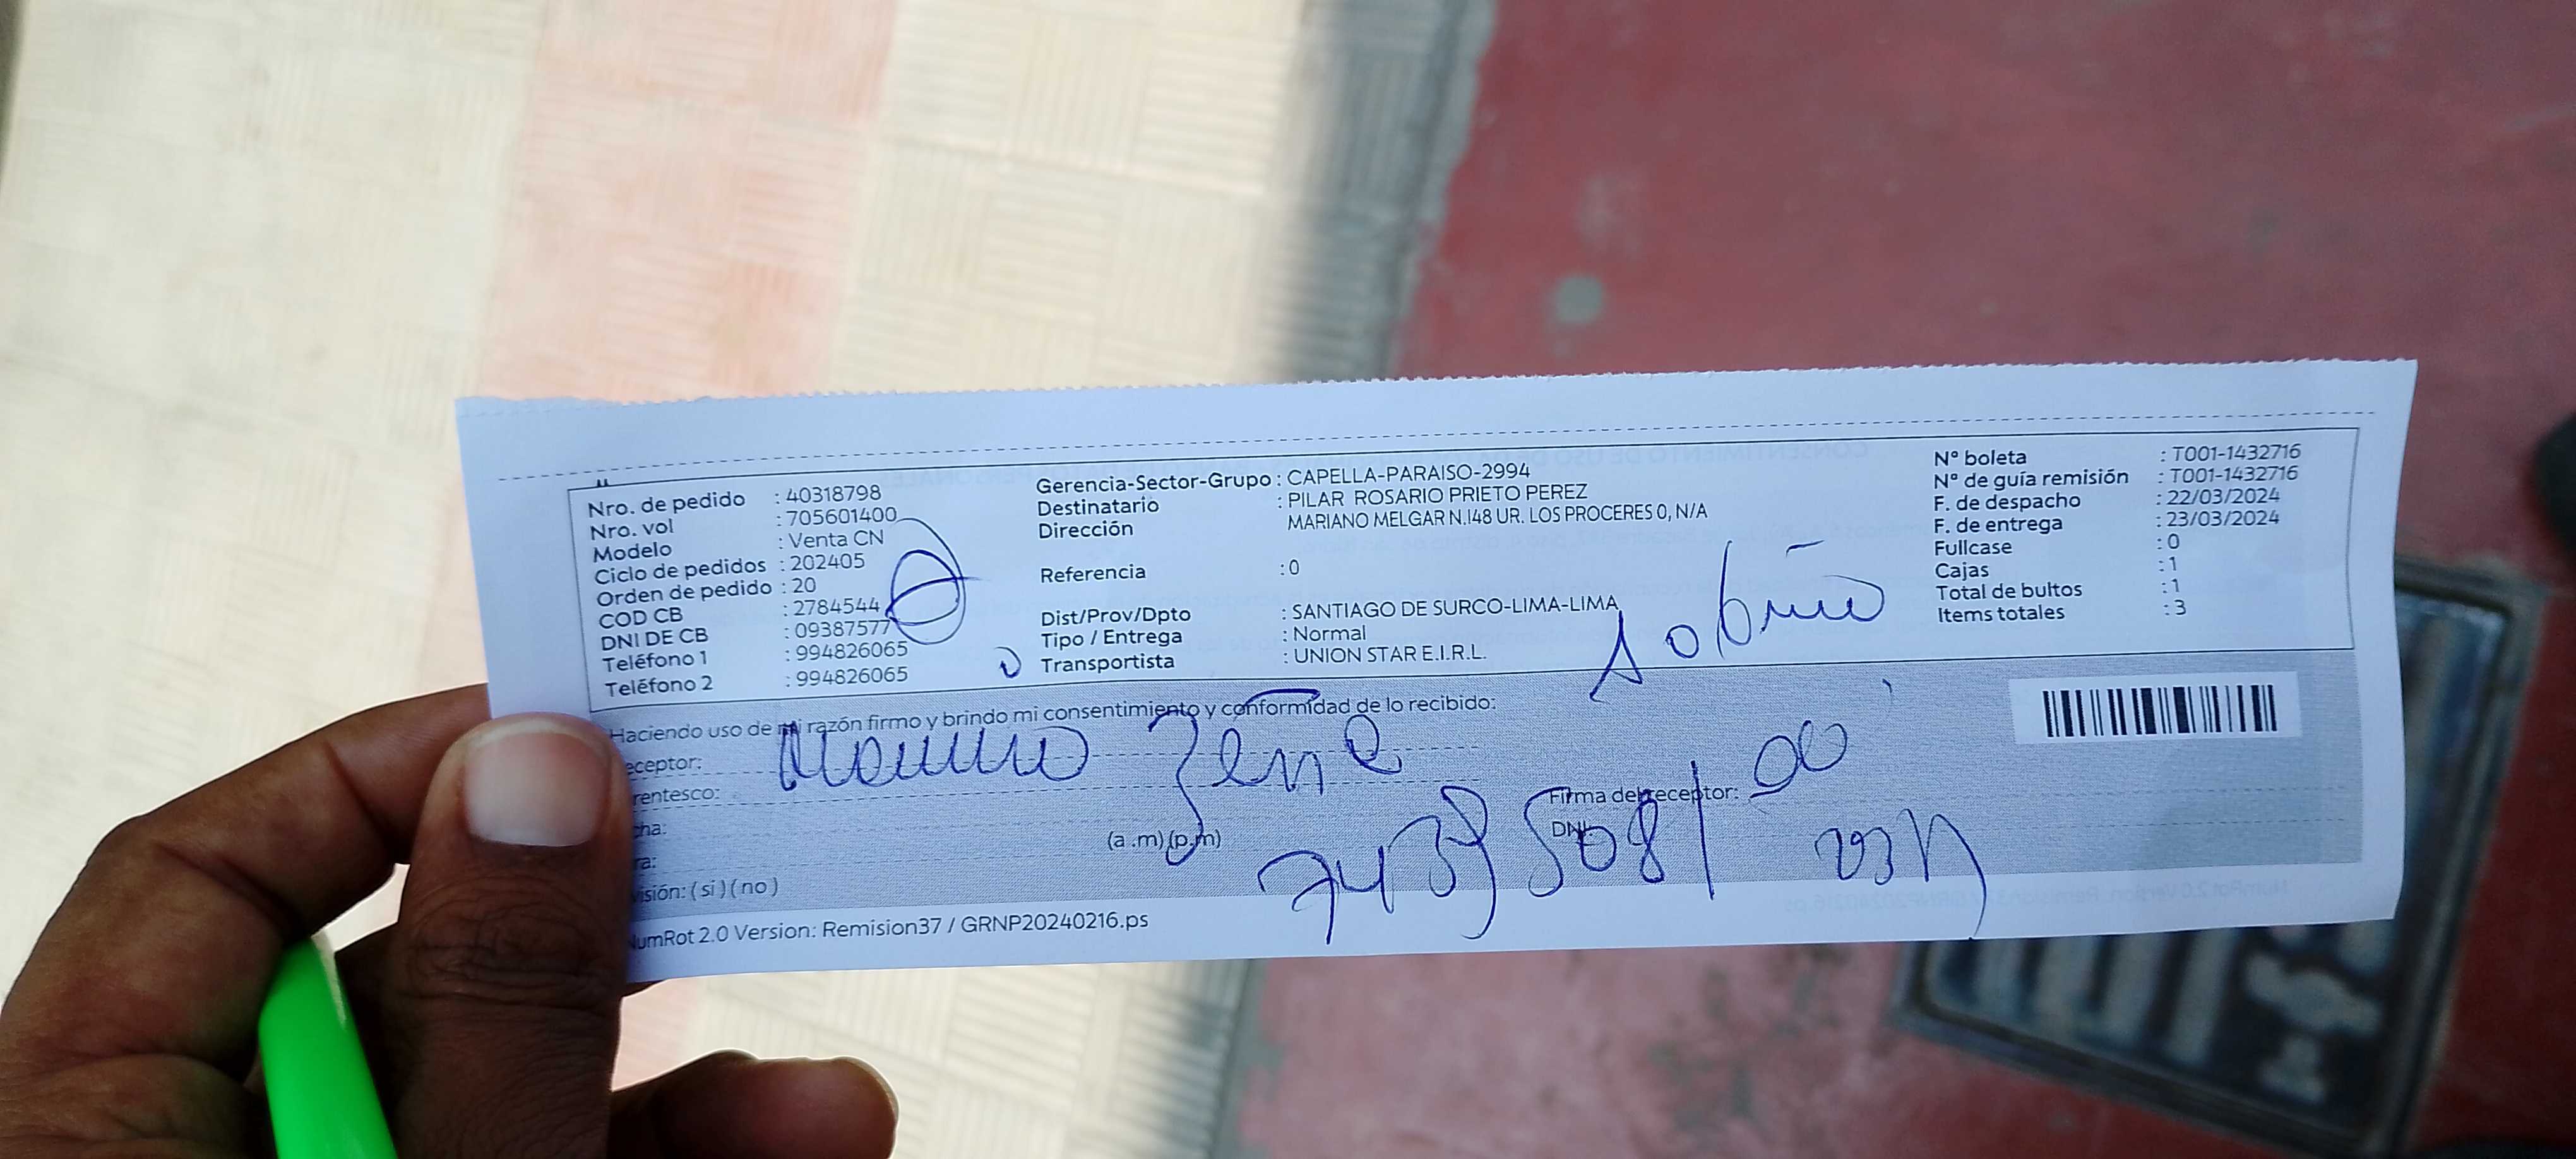 Nro. de pedido : 40318798
Nro. vol : 705601400
Modelo : Venta CN
Ciclo de pedidos : 202405
Orden de pedido : 20
COD CB : 2784544
DNI DE CB : 09387577
Teléfono 1 : 994826065
Teléfono 2 : 994826065
Gerencia-Sector-Grupo : CAPELLA-PARAISO-2994
Destinatario : PILAR ROSARIO PRIETO PEREZ
Dirección MARIANO MELGAR N.148 UR. LOS PROCERES 0, N/A
Referencia : 0
Dist/Prov/Dpto : SANTIAGO DE SURCO-LIMA-LIMA
Tipo / Entrega : Normal
Transportista : UNION STAR E.I.R.L.
N° boleta : T001-1432716
N° de guía remisión : T001-1432716
F. de despacho : 22/03/2024
F. de entrega : 23/03/2024
Fullcase : 0
Cajas : 1
Total de bultos : 1
Items totales : 3
sobrino
Haciendo uso de mi razón firmo y brindo mi consentimiento y conformidad de lo recibido:
eceptor:
rentesco:
cha:
ra: (a.m) (p.m)
visión: ( si ) ( no )
Firma del receptor:
DNI:
NumRot 2.0 Version: Remision37 / GRNP20240216.ps